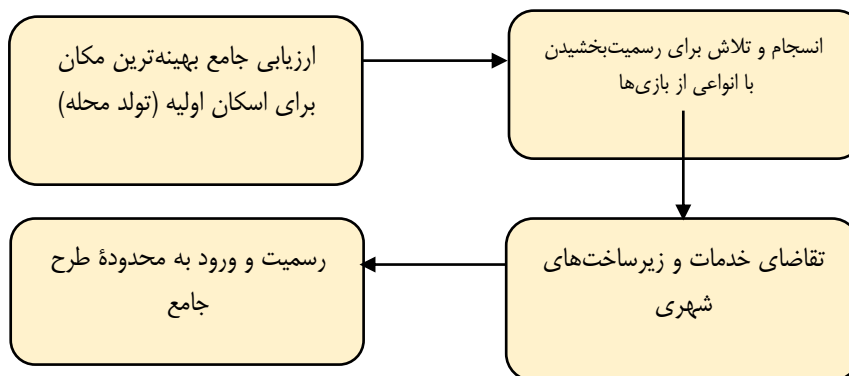 ارزیابی جامع بهینه‌ترین مکان
برای اسکان اولیه (تولد محله)
انسجام و تلاش برای رسمیت‌بخشیدن
با انواعی از بازی‌ها
تقاضای خدمات و زیرساخت‌های
شهری
رسمیت و ورود به محدودۀ طرح
جامع